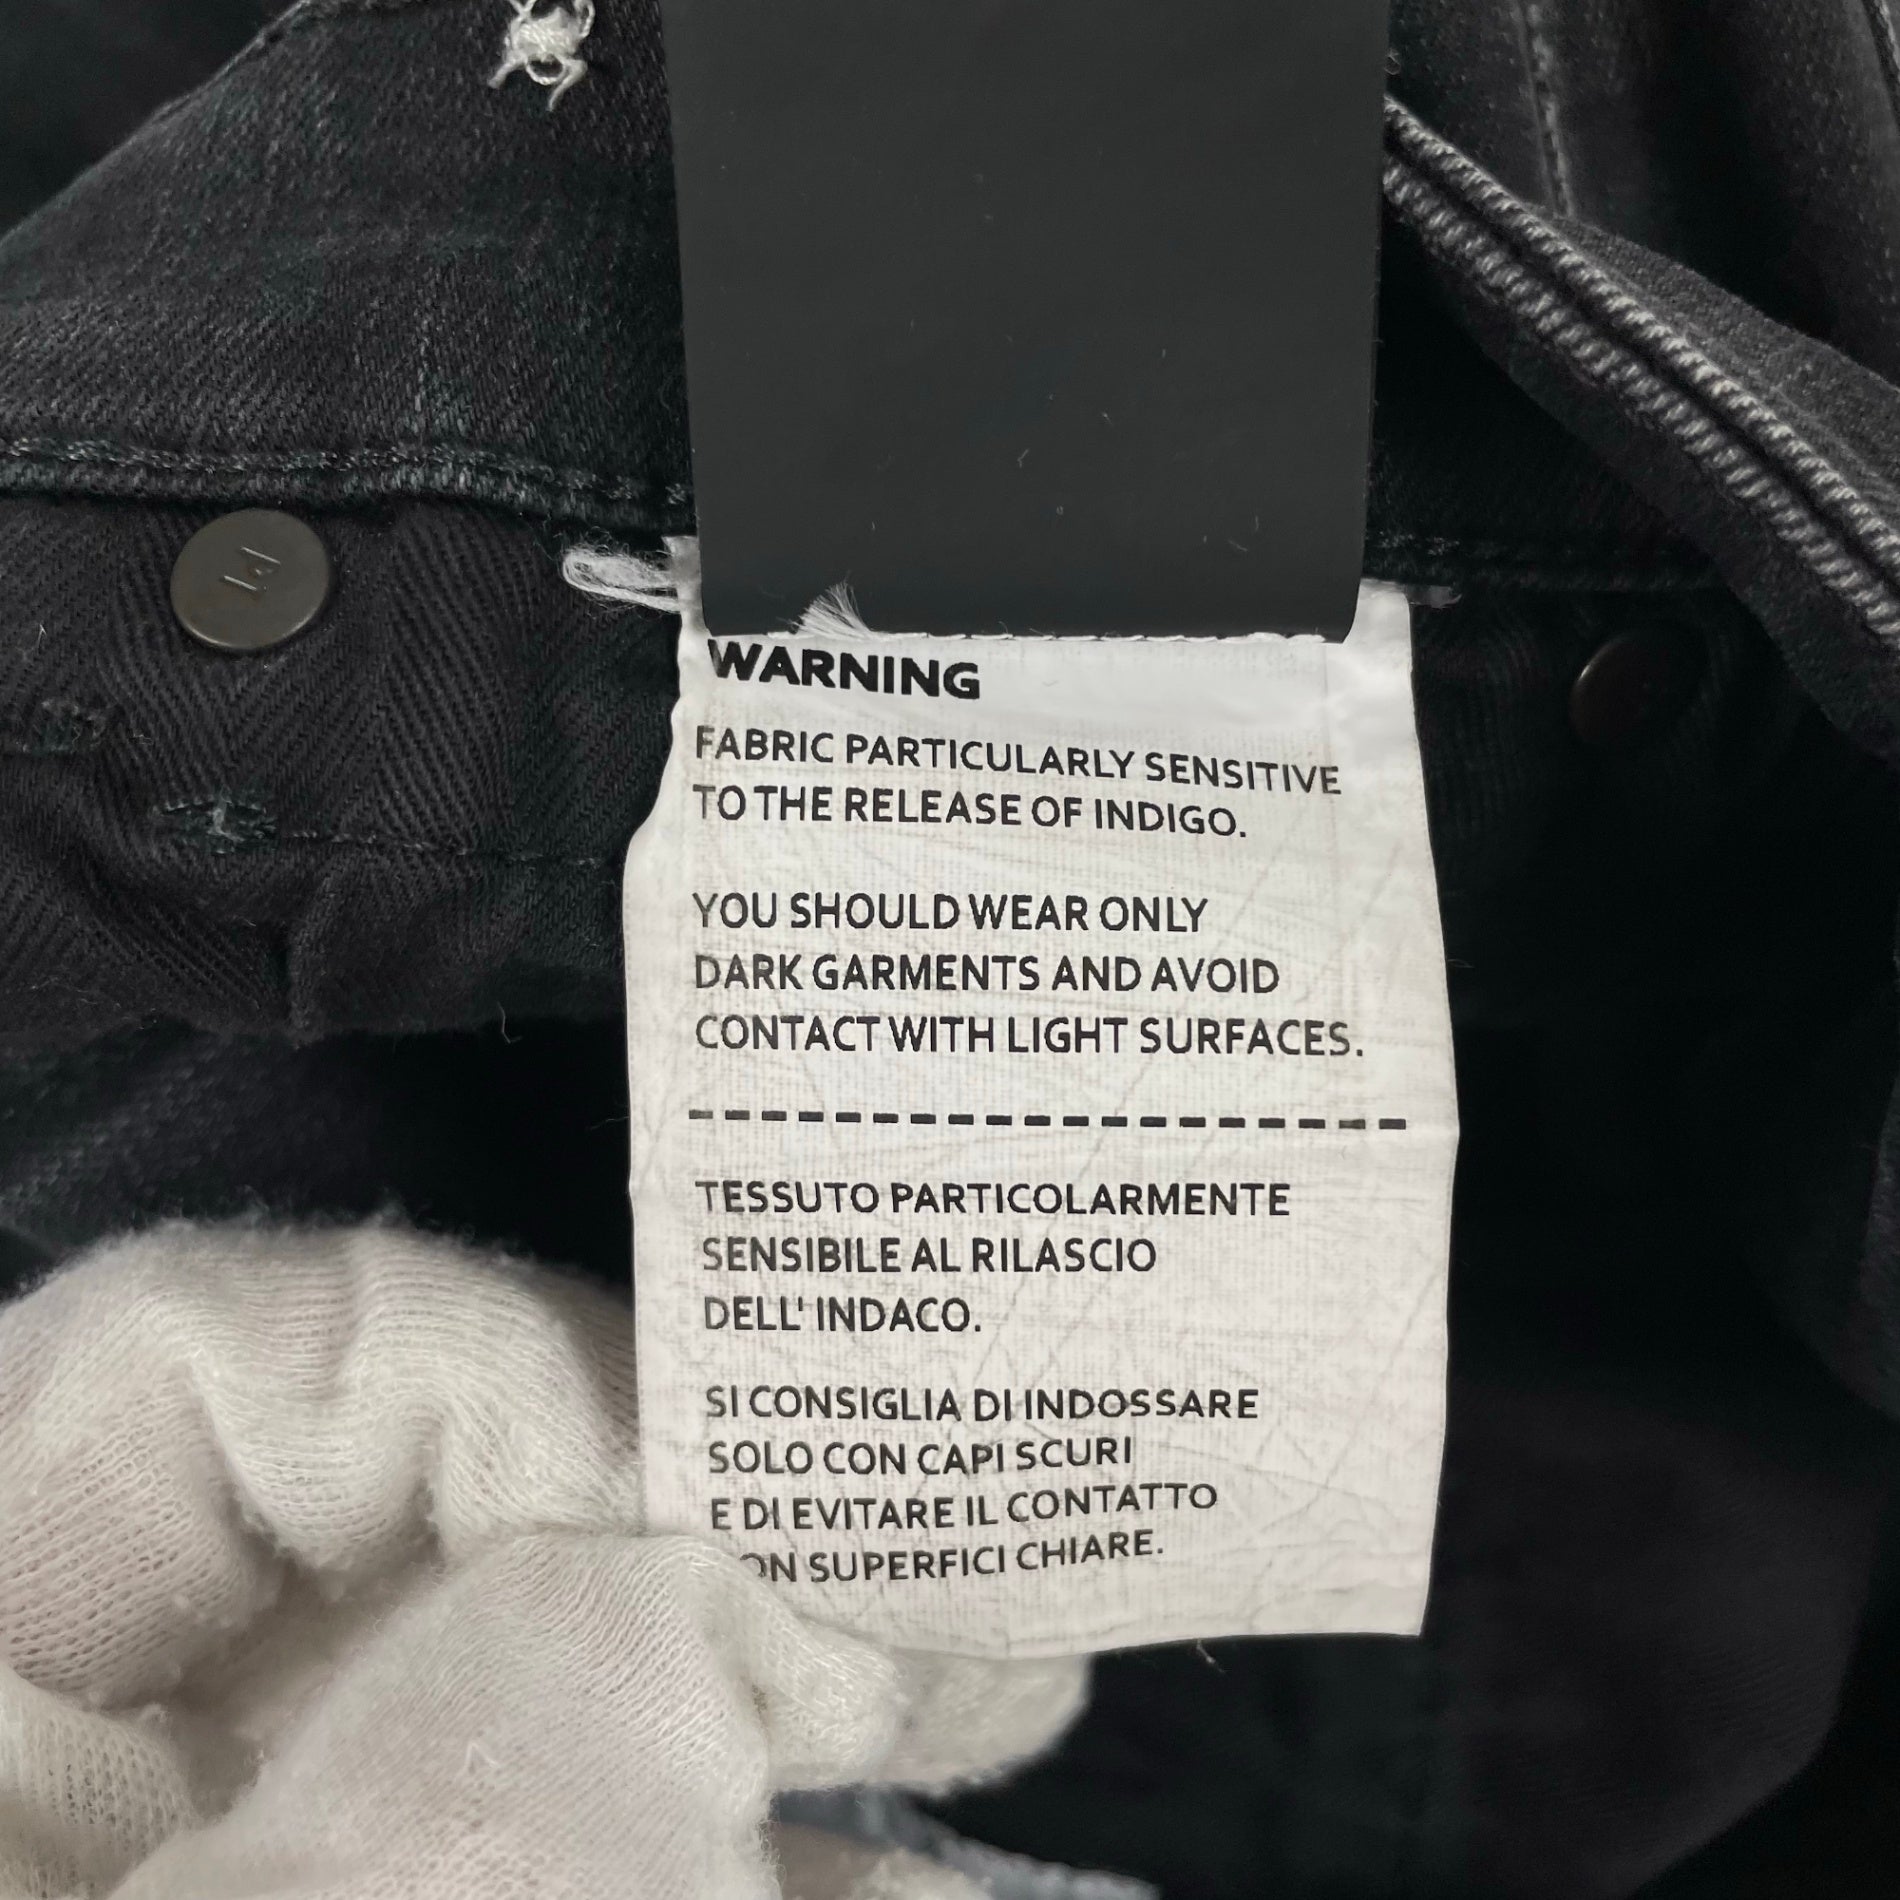 WARNING
FABRIC PARTICULARLY SENSITIVE
TO THE RELEASE OF INDIGO.
YOU SHOULD WEAR ONLY
DARK GARMENTS AND AVOID
CONTACT WITH LIGHT SURFACES.
TESSUTO PARTICOLARMENTE
SENSIBILE AL RILASCIO
DELL' INDACO.
SI CONSIGLIA DI INDOSSARE
SOLO CON CAPI SCURI
E DI EVITARE IL CONTATTO
SUPERFICI CHIARE.